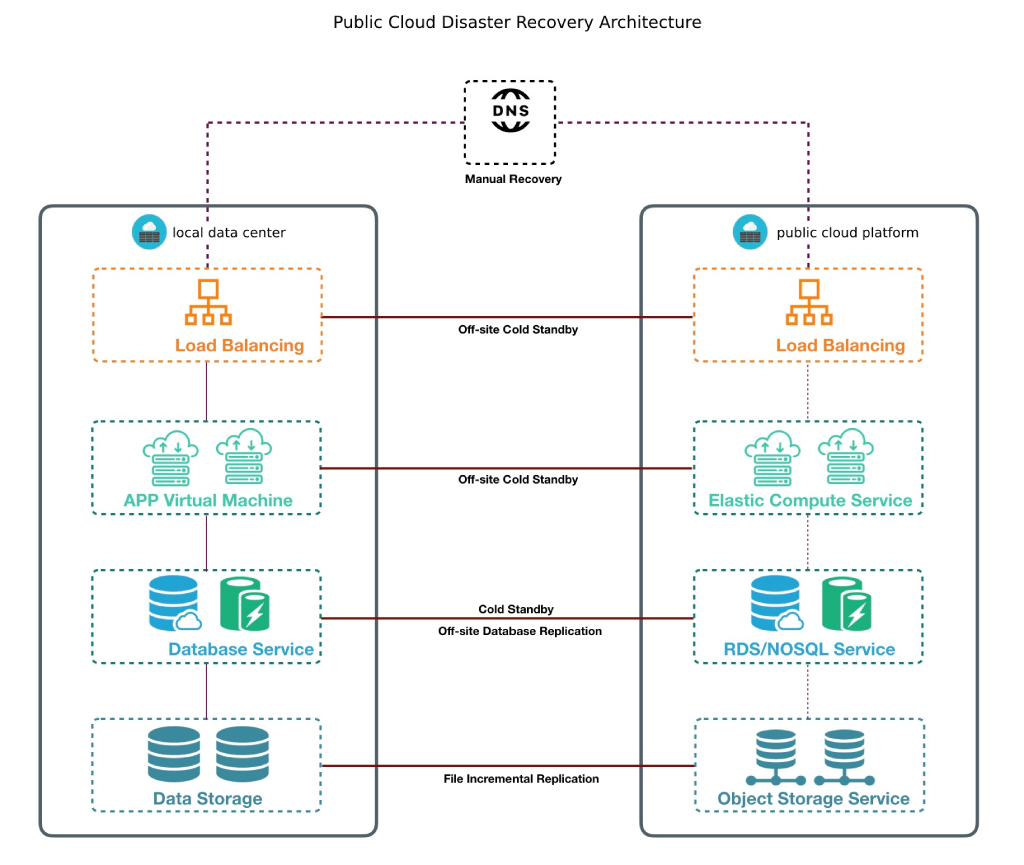 Public Cloud Disaster Recovery Architecture
DNS
Manual Recovery
local data center
public cloud platform
Load Balancing
Off-site Cold Standby
Load Balancing
APP Virtual Machine
Off-site Cold Standby
Elastic Compute Service
Database Service
Cold Standby
Off-site Database Replication
RDS/NOSQL Service
Data Storage
File Incremental Replication
Object Storage Service